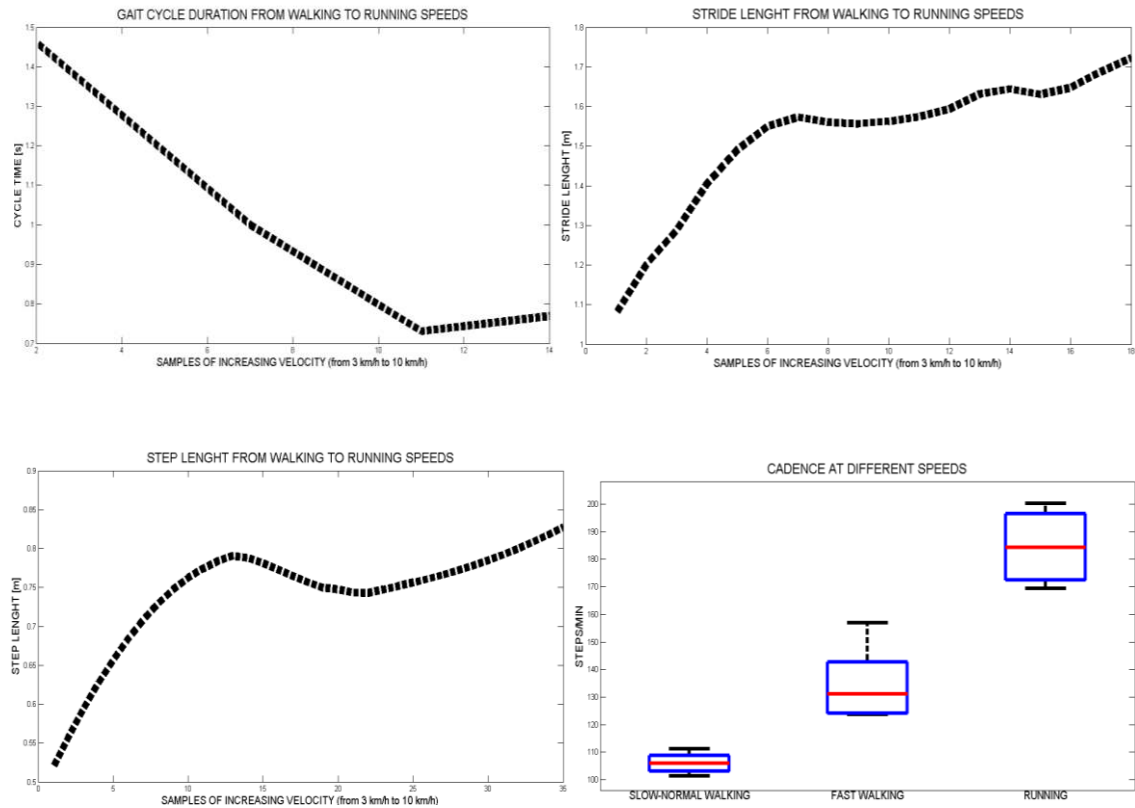 GAIT CYCLE DURATION FROM WALKING TO RUNNING SPEEDS
1.5
1.4
1.3
1.2
1.1
1
0.9
0.8
0.7
CYCLE TIME [s]
2 4 6 8 10 12 14
SAMPLES OF INCREASING VELOCITY (from 3 km/h to 10 km/h)
STRIDE LENGHT FROM WALKING TO RUNNING SPEEDS
1.8
1.7
1.6
1.5
1.4
1.3
1.2
1.1
1
STRIDE LENGHT [m]
0 2 4 6 8 10 12 14 16 18
SAMPLES OF INCREASING VELOCITY (from 3 km/h to 10 km/h)
STEP LENGHT FROM WALKING TO RUNNING SPEEDS
0.9
0.85
0.8
0.75
0.7
0.65
0.6
0.55
0.5
STEP LENGHT [m]
0 5 10 15 20 25 30 35
SAMPLES OF INCREASING VELOCITY (from 3 km/h to 10 km/h)
CADENCE AT DIFFERENT SPEEDS
200
190
180
170
160
150
140
130
120
110
100
STEPS/MIN
SLOW-NORMAL WALKING FAST WALKING RUNNING